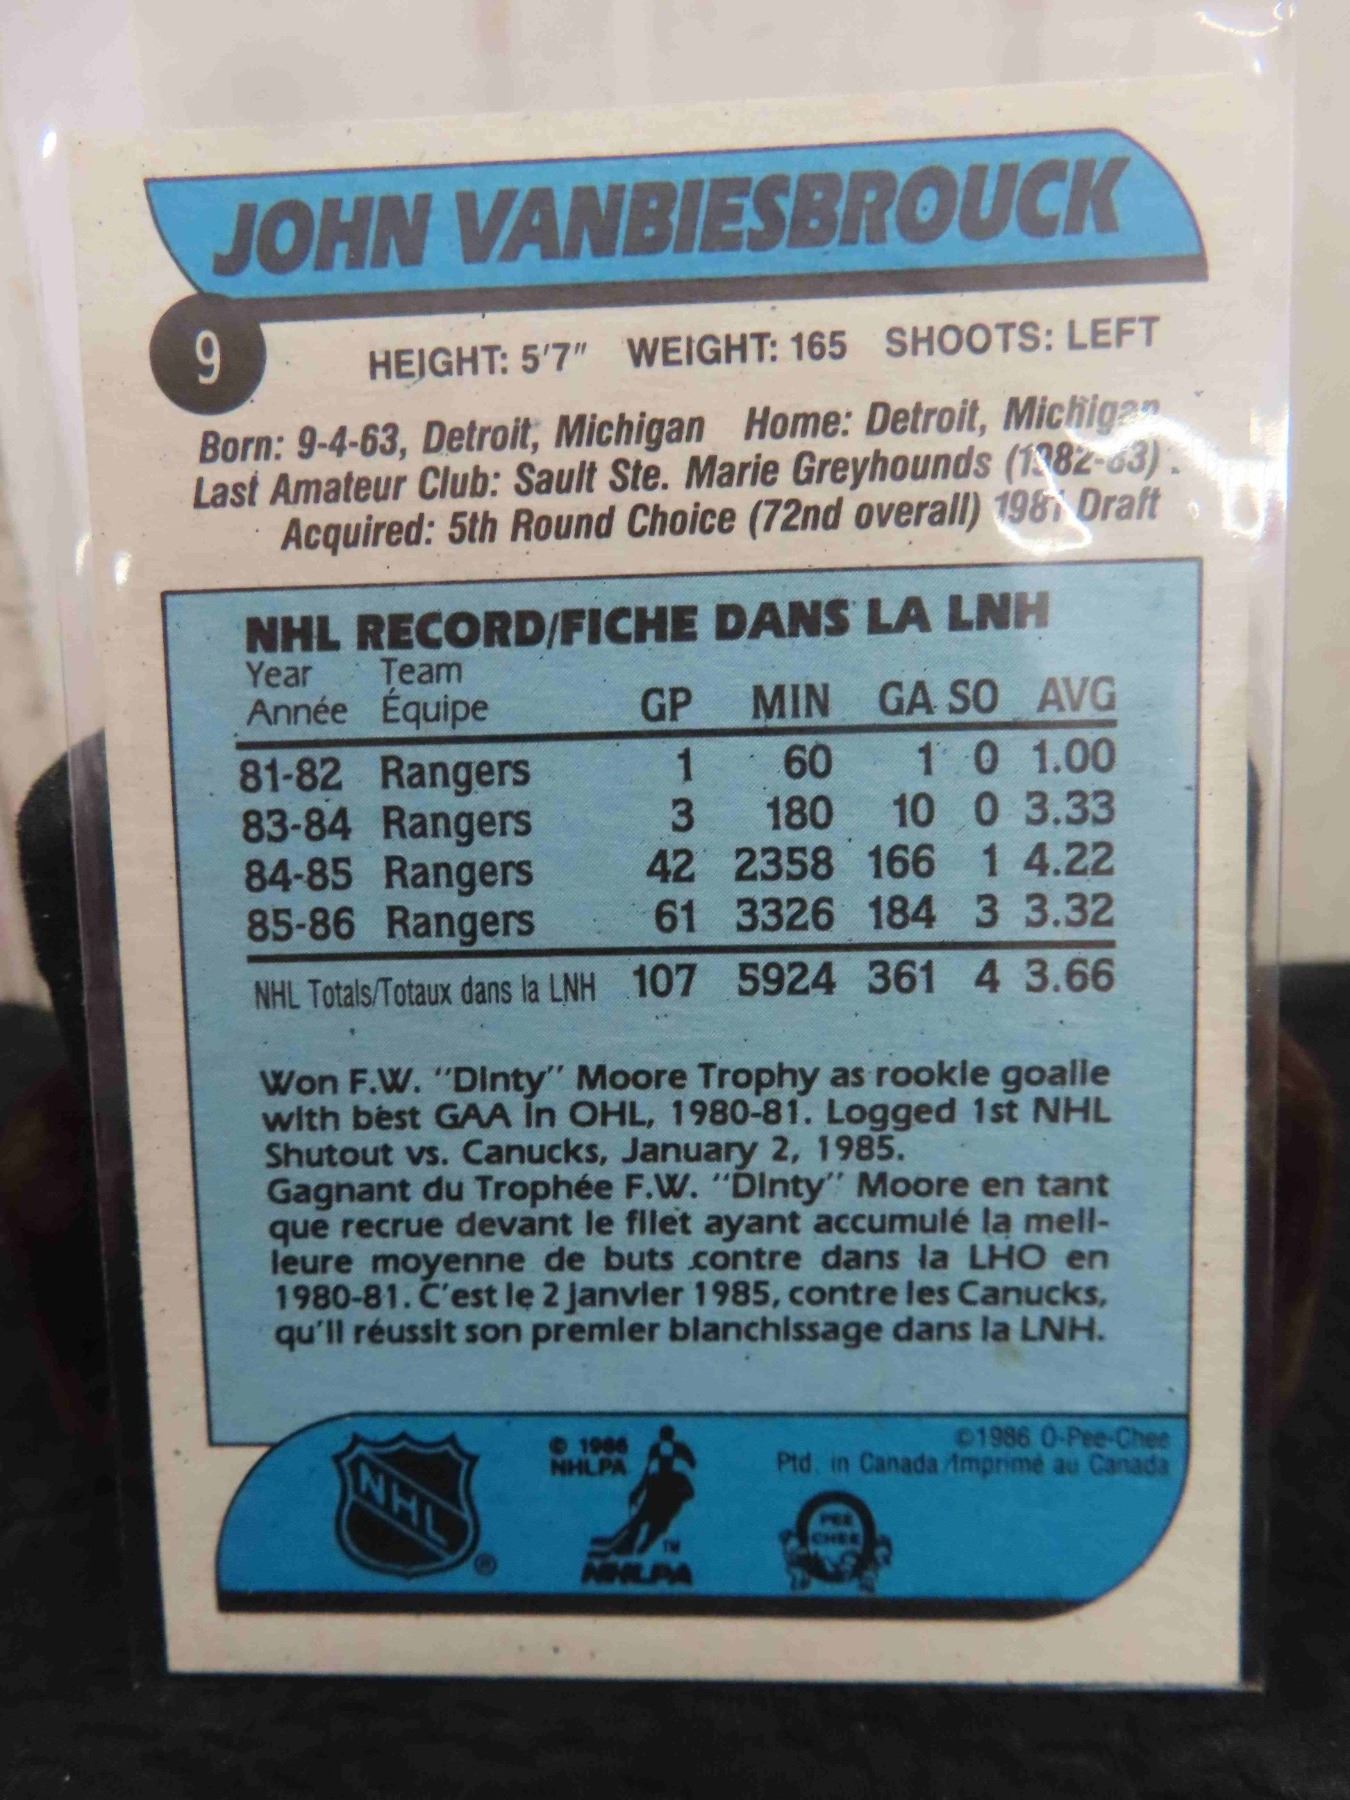 JOHN VANBIESBROUCK
9
HEIGHT: 5'7" WEIGHT: 165 SHOOTS: LEFT
Born: 9-4-63, Detroit, Michigan Home: Detroit, Michigan
Last Amateur Club: Sault Ste. Marie Greyhounds (1982-83)
Acquired: 5th Round Choice (72nd overall) 1981 Draft
NHL RECORD/FICHE DANS LA LNH
Year Team
Année Équipe GP MIN GA SO AVG
81-82 Rangers 1 60 1 0 1.00
83-84 Rangers 3 180 10 0 3.33
84-85 Rangers 42 2358 166 1 4.22
85-86 Rangers 61 3326 184 3 3.32
NHL Totals/Totaux dans la LNH 107 5924 361 4 3.66
Won F.W. "Dinty" Moore Trophy as rookie goalie
with best GAA in OHL, 1980-81. Logged 1st NHL
Shutout vs. Canucks, January 2, 1985.
Gagnant du Trophée F.W. "Dinty" Moore en tant
que recrue devant le filet ayant accumulé la meil-
leure moyenne de buts contre dans la LHO en
1980-81. C'est le 2 janvier 1985, contre les Canucks,
qu'il réussit son premier blanchissage dans la LNH.
©1986 O-Pee-Chee
Ptd. in Canada/Imprimé au Canada
© 1986
NHLPA
NHL
®
TM
NHLPA
PEE
CHEE